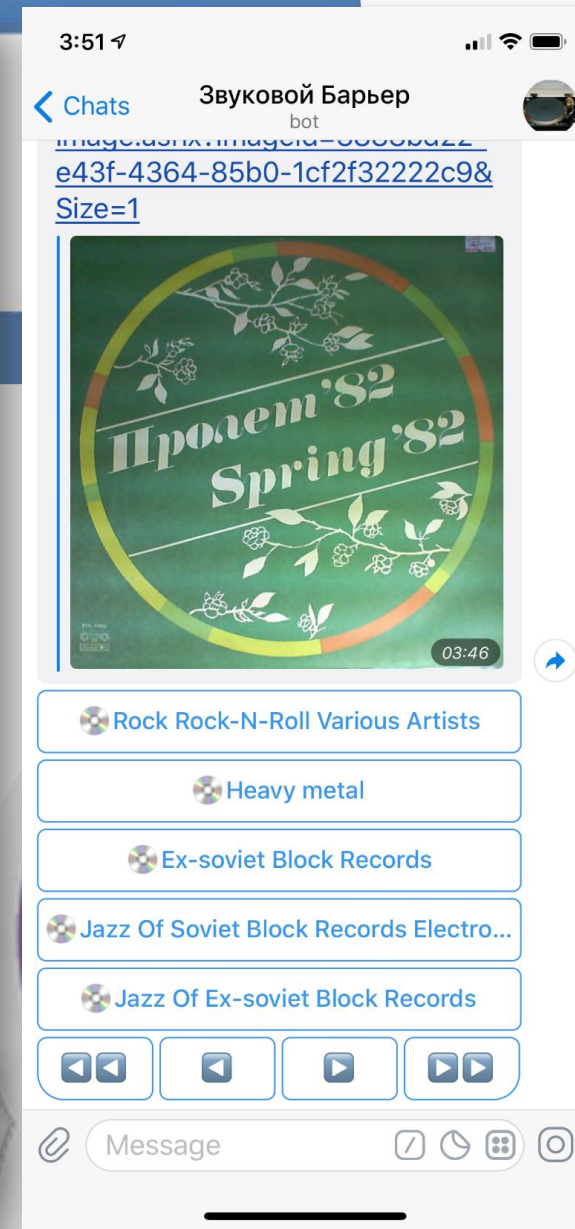 3:51
Chats
Звуковой Барьер
bot
e43f-4364-85b0-1cf2f32222c9&
Size=1
Пролет'82
Spring'82
03:46
Rock Rock-N-Roll Various Artists
Heavy metal
Ex-soviet Block Records
Jazz Of Soviet Block Records Electro...
Jazz Of Ex-soviet Block Records
Message